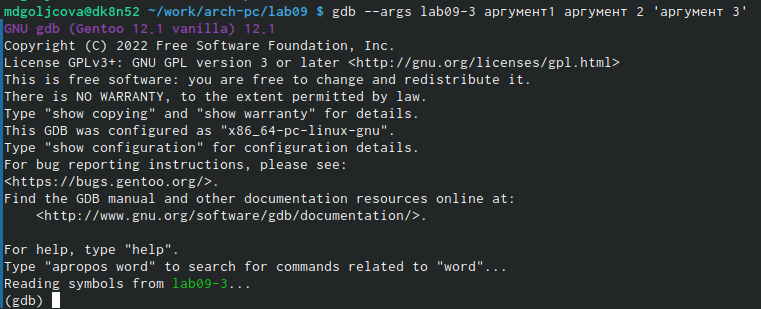 mdgoljcova@dk8n52 ~/work/arch-pc/lab09 $ gdb --args lab09-3 аргумент1 аргумент 2 'аргумент 3'
GNU gdb (Gentoo 12.1 vanilla) 12.1
Copyright (C) 2022 Free Software Foundation, Inc.
License GPLv3+: GNU GPL version 3 or later <http://gnu.org/licenses/gpl.html>
This is free software: you are free to change and redistribute it.
There is NO WARRANTY, to the extent permitted by law.
Type "show copying" and "show warranty" for details.
This GDB was configured as "x86_64-pc-linux-gnu".
Type "show configuration" for configuration details.
For bug reporting instructions, please see:
<https://bugs.gentoo.org/>.
Find the GDB manual and other documentation resources online at:
    <http://www.gnu.org/software/gdb/documentation/>.

For help, type "help".
Type "apropos word" to search for commands related to "word"...
Reading symbols from lab09-3...
(gdb)